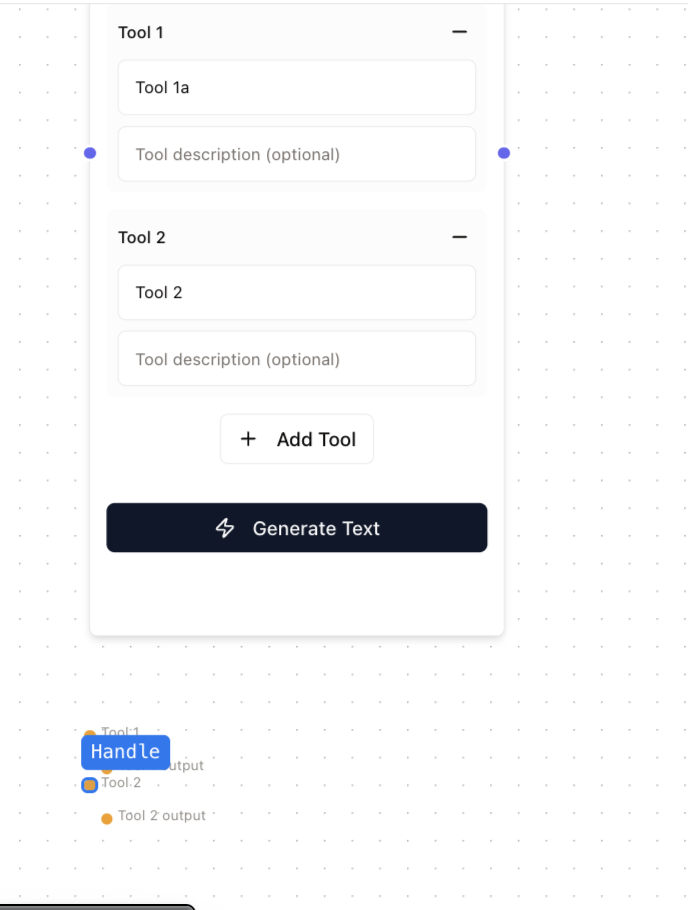 Tool 1
Tool 1a
Tool description (optional)
Tool 2
Tool 2
Tool description (optional)
Add Tool
Generate Text
Tool 1
Handle
utput
Tool 2
Tool 2 output